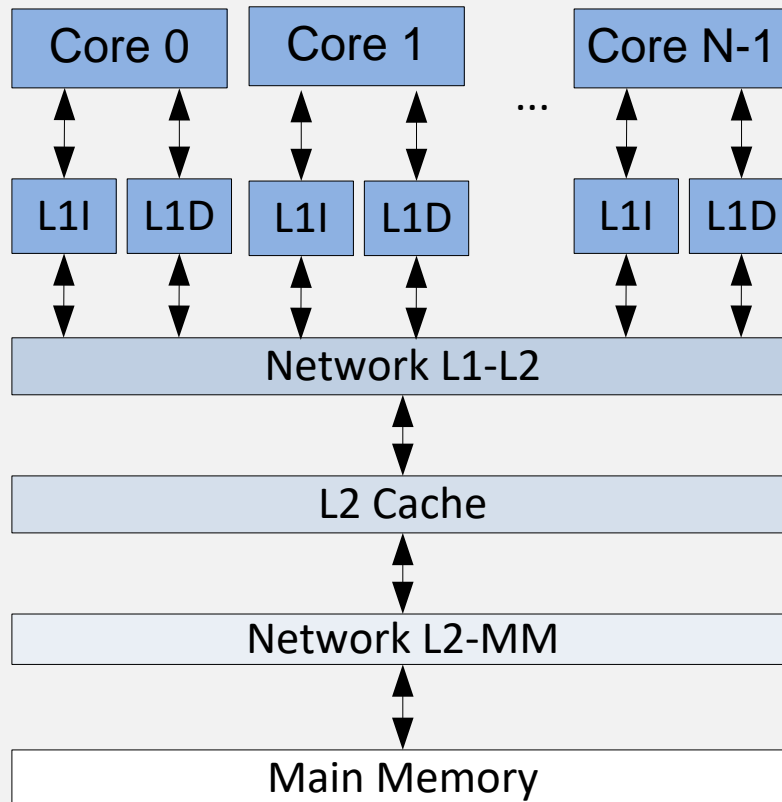 Core 0 Core 1 ... Core N-1
L1I L1D L1I L1D L1I L1D
Network L1-L2
L2 Cache
Network L2-MM
Main Memory